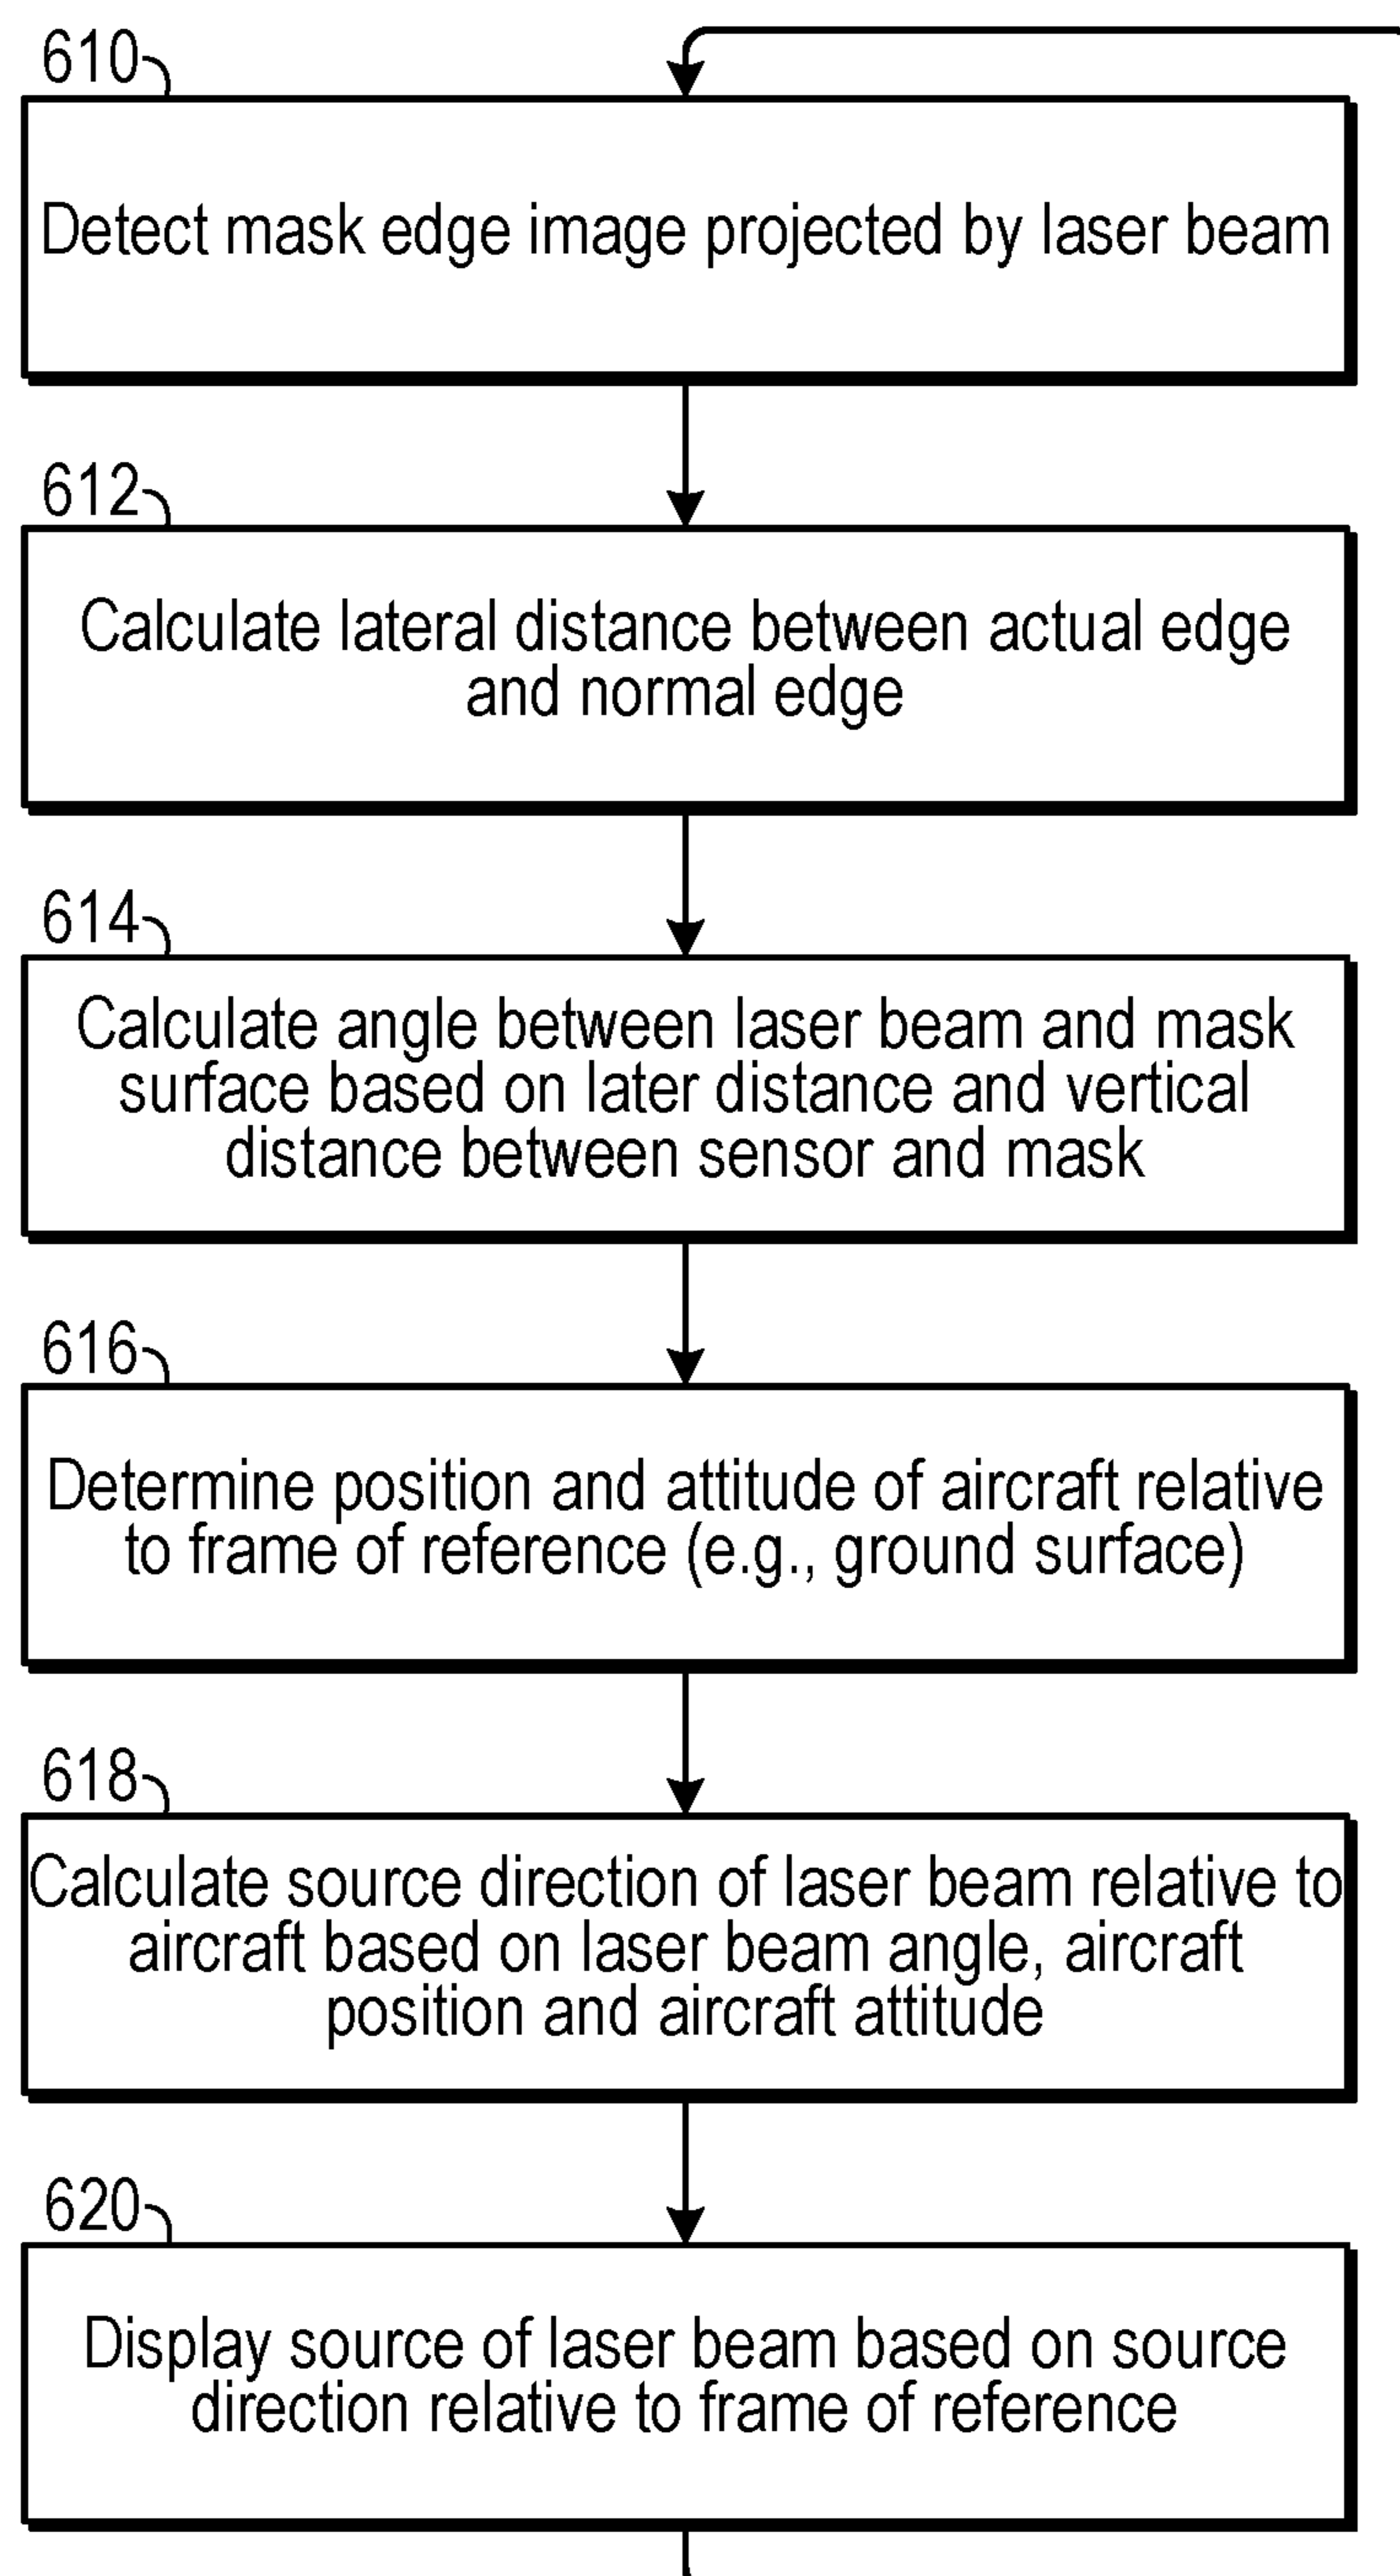 610
Detect mask edge image projected by laser beam
612
Calculate lateral distance between actual edge
and normal edge
614
Calculate angle between laser beam and mask
surface based on later distance and vertical
distance between sensor and mask
616
Determine position and attitude of aircraft relative
to frame of reference (e.g., ground surface)
618
Calculate source direction of laser beam relative to
aircraft based on laser beam angle, aircraft
position and aircraft attitude
620
Display source of laser beam based on source
direction relative to frame of reference